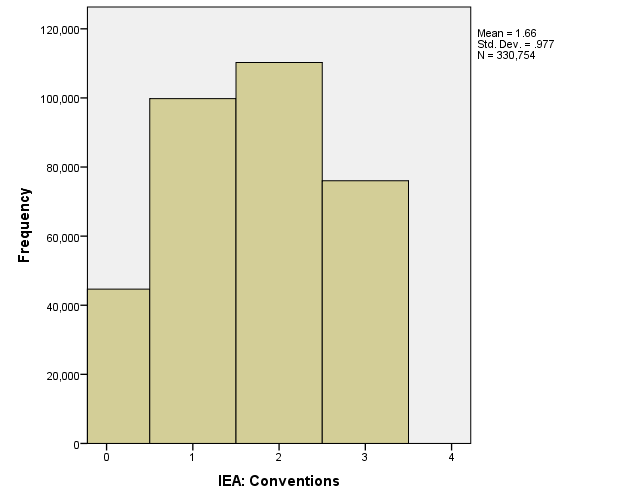 120,000
100,000
80,000
60,000
40,000
20,000
0
Frequency
0 1 2 3 4
IEA: Conventions
Mean = 1.66
Std. Dev. = .977
N = 330,754